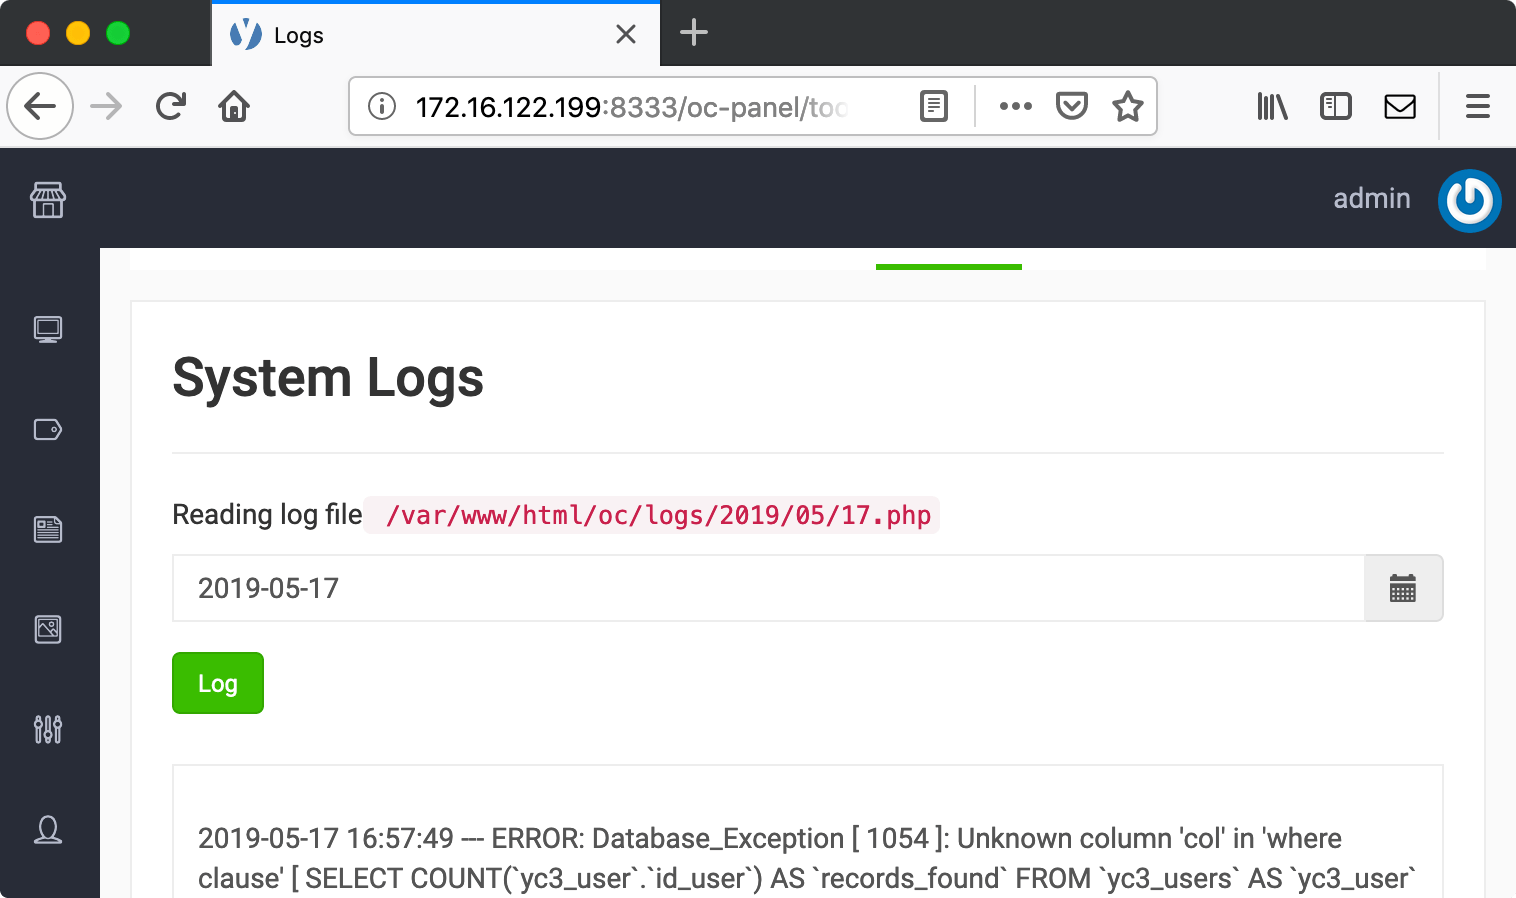 Logs
172.16.122.199:8333/oc-panel/too
admin
System Logs
Reading log file /var/www/html/oc/logs/2019/05/17.php
2019-05-17
Log
2019-05-17 16:57:49 --- ERROR: Database_Exception [ 1054 ]: Unknown column 'col' in 'where
clause' [ SELECT COUNT(`yc3_user`.`id_user`) AS `records_found` FROM `yc3_users` AS `yc3_user`